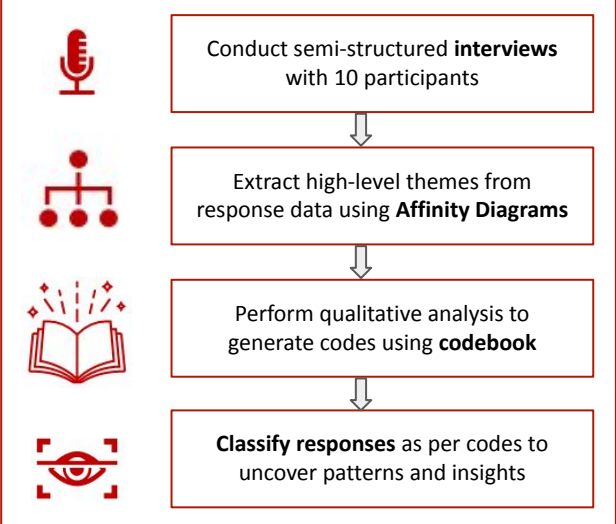 Conduct semi-structured interviews
with 10 participants
Extract high-level themes from
response data using Affinity Diagrams
Perform qualitative analysis to
generate codes using codebook
Classify responses as per codes to
uncover patterns and insights